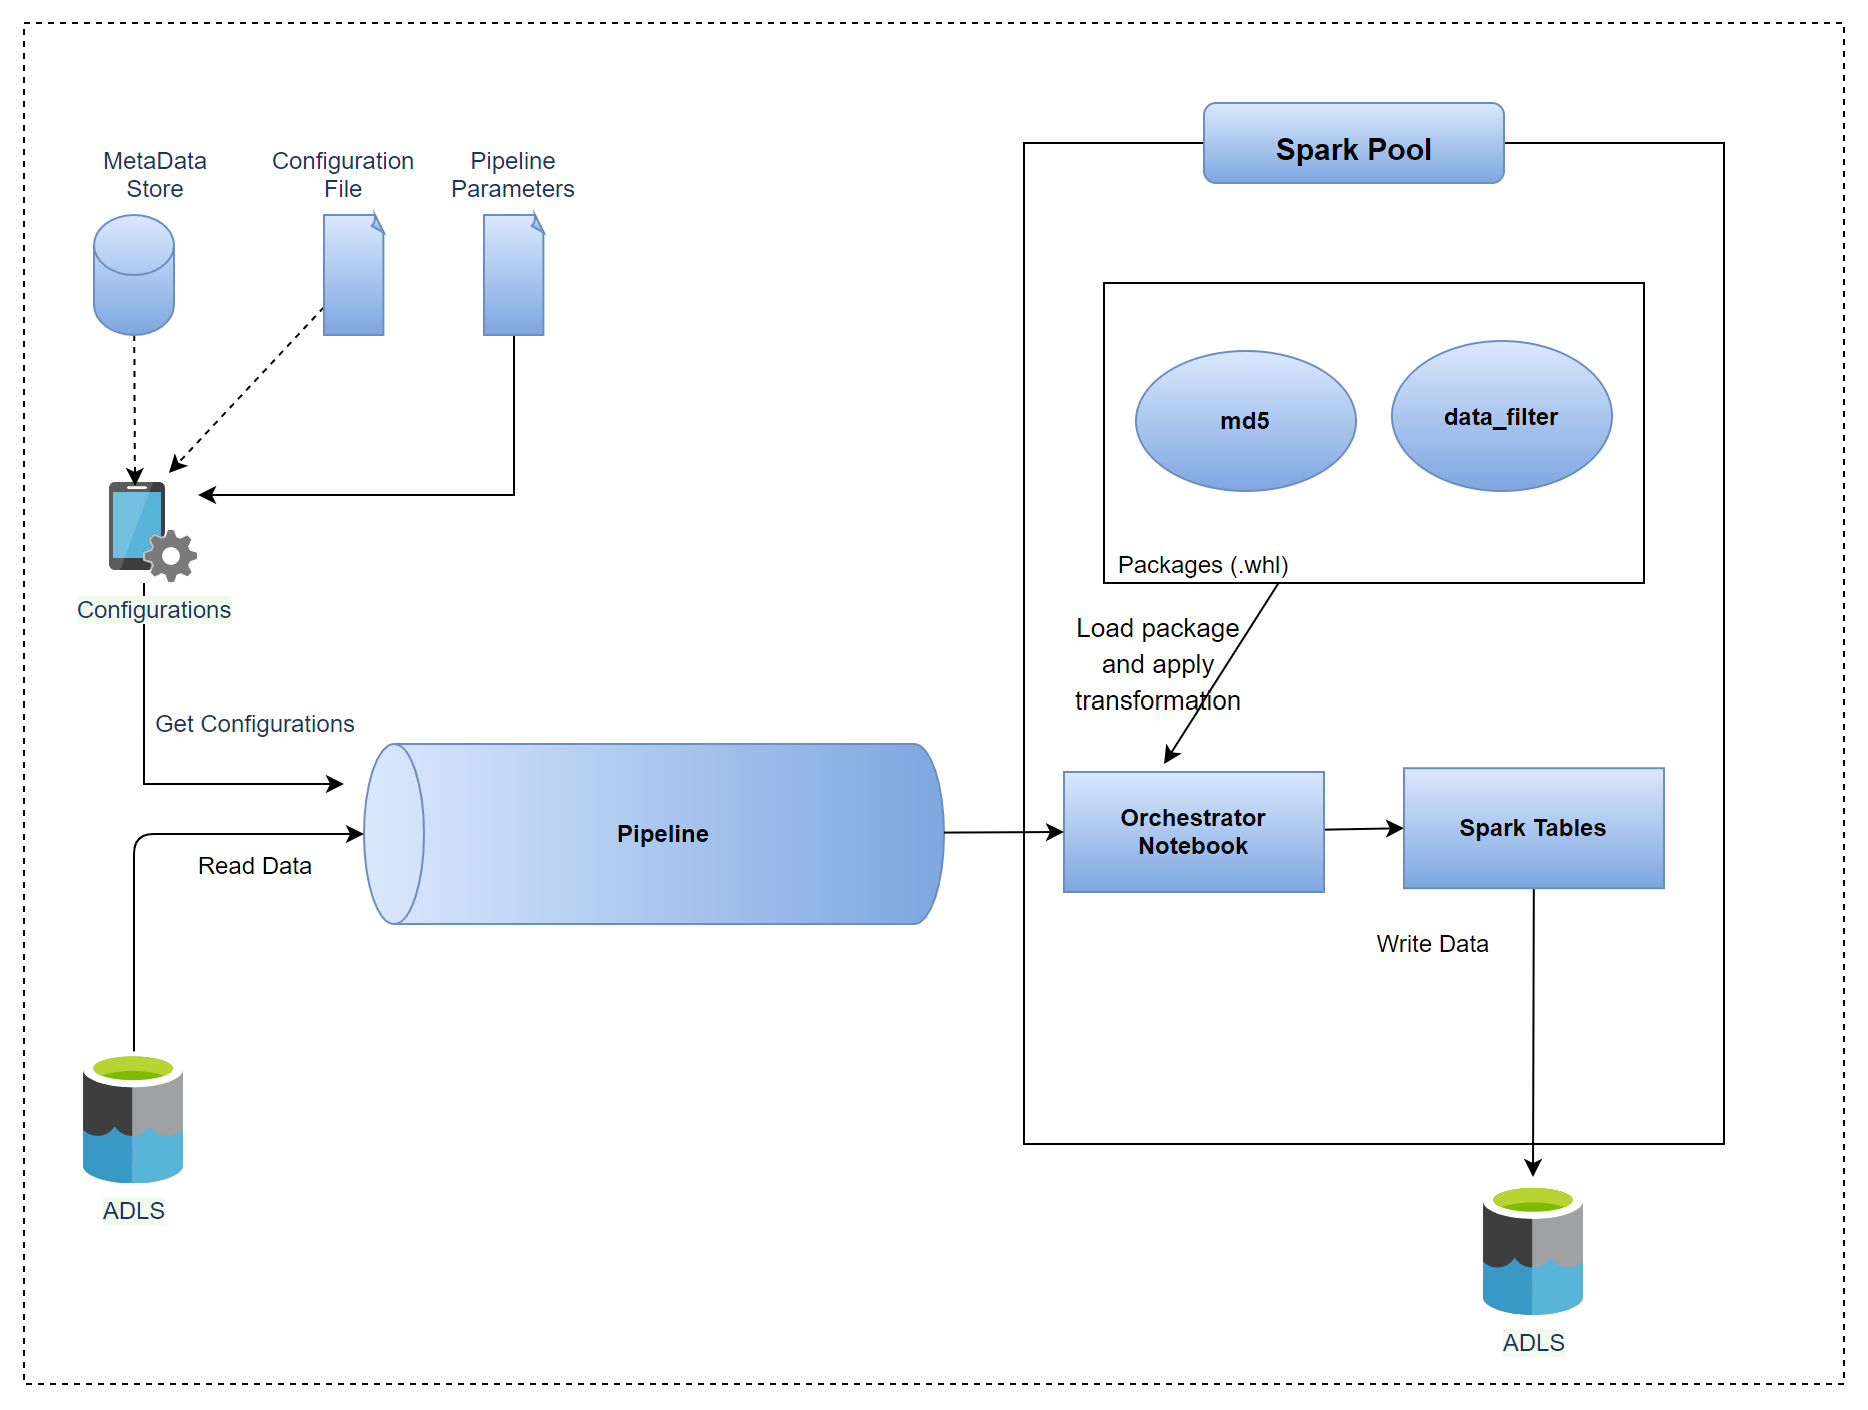 MetaData
Store
Configuration
File
Pipeline
Parameters
Spark Pool
md5
data_filter
Packages (.whl)
Configurations
Load package
and apply
transformation
Get Configurations
Pipeline
Orchestrator
Notebook
Spark Tables
Read Data
Write Data
ADLS
ADLS